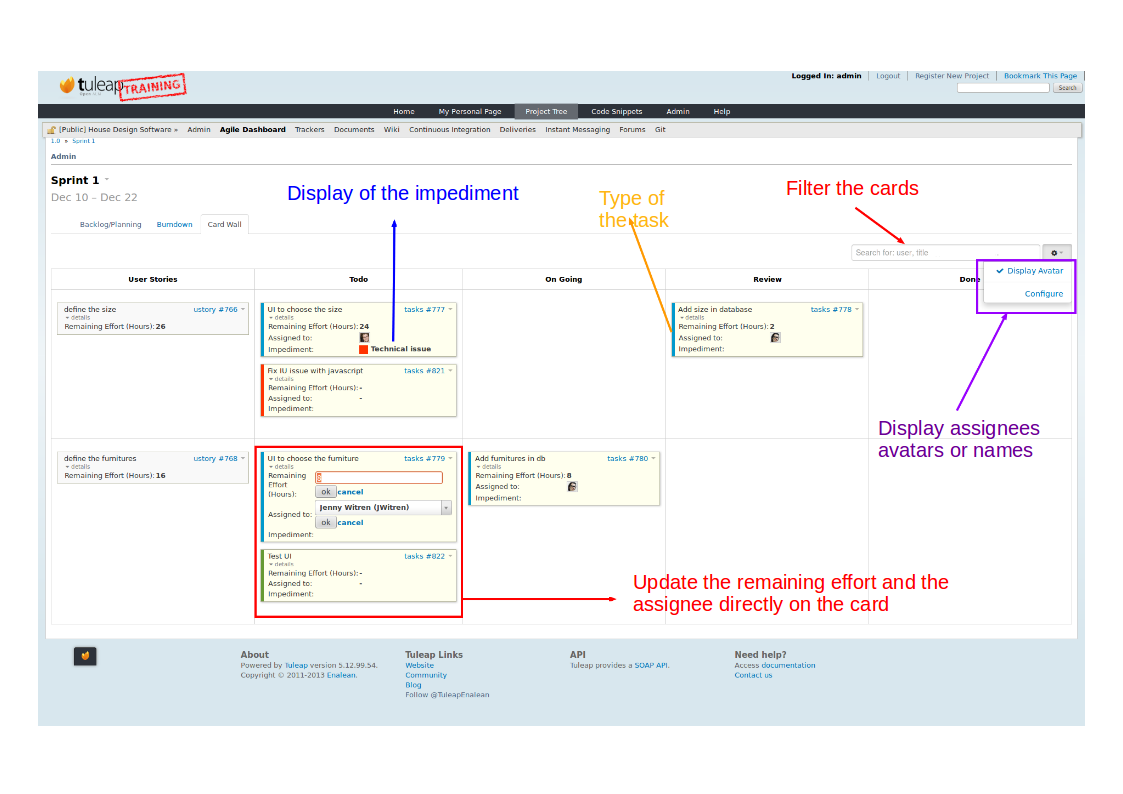 tuleap
TRAINING
Logged In: admin | Logout | Register New Project | Bookmark This Page
Search
Home My Personal Page Project Tree Code Snippets Admin Help
[Public] House Design Software » Admin Agile Dashboard Trackers Documents Wiki Continuous Integration Deliveries Instant Messaging Forums Git
1.0 » Sprint 1
Admin
Sprint 1
Dec 10 – Dec 22
Display of the impediment
Type of
the task
Filter the cards
Backlog/Planning Burndown Card Wall
Search for: user, title
Display Avatar
Configure
User Stories Todo On Going Review Done
define the size ustory #766
details
Remaining Effort (Hours): 26
UI to choose the size tasks #777
details
Remaining Effort (Hours): 24
Assigned to:
Impediment: Technical issue
Fix IU issue with javascript tasks #821
details
Remaining Effort (Hours): -
Assigned to: -
Impediment:
Add size in database tasks #778
details
Remaining Effort (Hours): 2
Assigned to:
Impediment:
Display assignees
avatars or names
define the furnitures ustory #768
details
Remaining Effort (Hours): 16
UI to choose the furniture tasks #779
details
Remaining
Effort
(Hours):
ok cancel
Assigned to: Jenny Witren (JWitren)
ok cancel
Impediment:
Test UI tasks #822
details
Remaining Effort (Hours): -
Assigned to: -
Impediment:
Add furnitures in db tasks #780
details
Remaining Effort (Hours): 8
Assigned to:
Impediment:
Update the remaining effort and the
assignee directly on the card
About
Powered by Tuleap version 5.12.99.54.
Copyright © 2011-2013 Enalean.
Tuleap Links
Website
Community
Blog
Follow @TuleapEnalean
API
Tuleap provides a SOAP API.
Need help?
Access documentation
Contact us